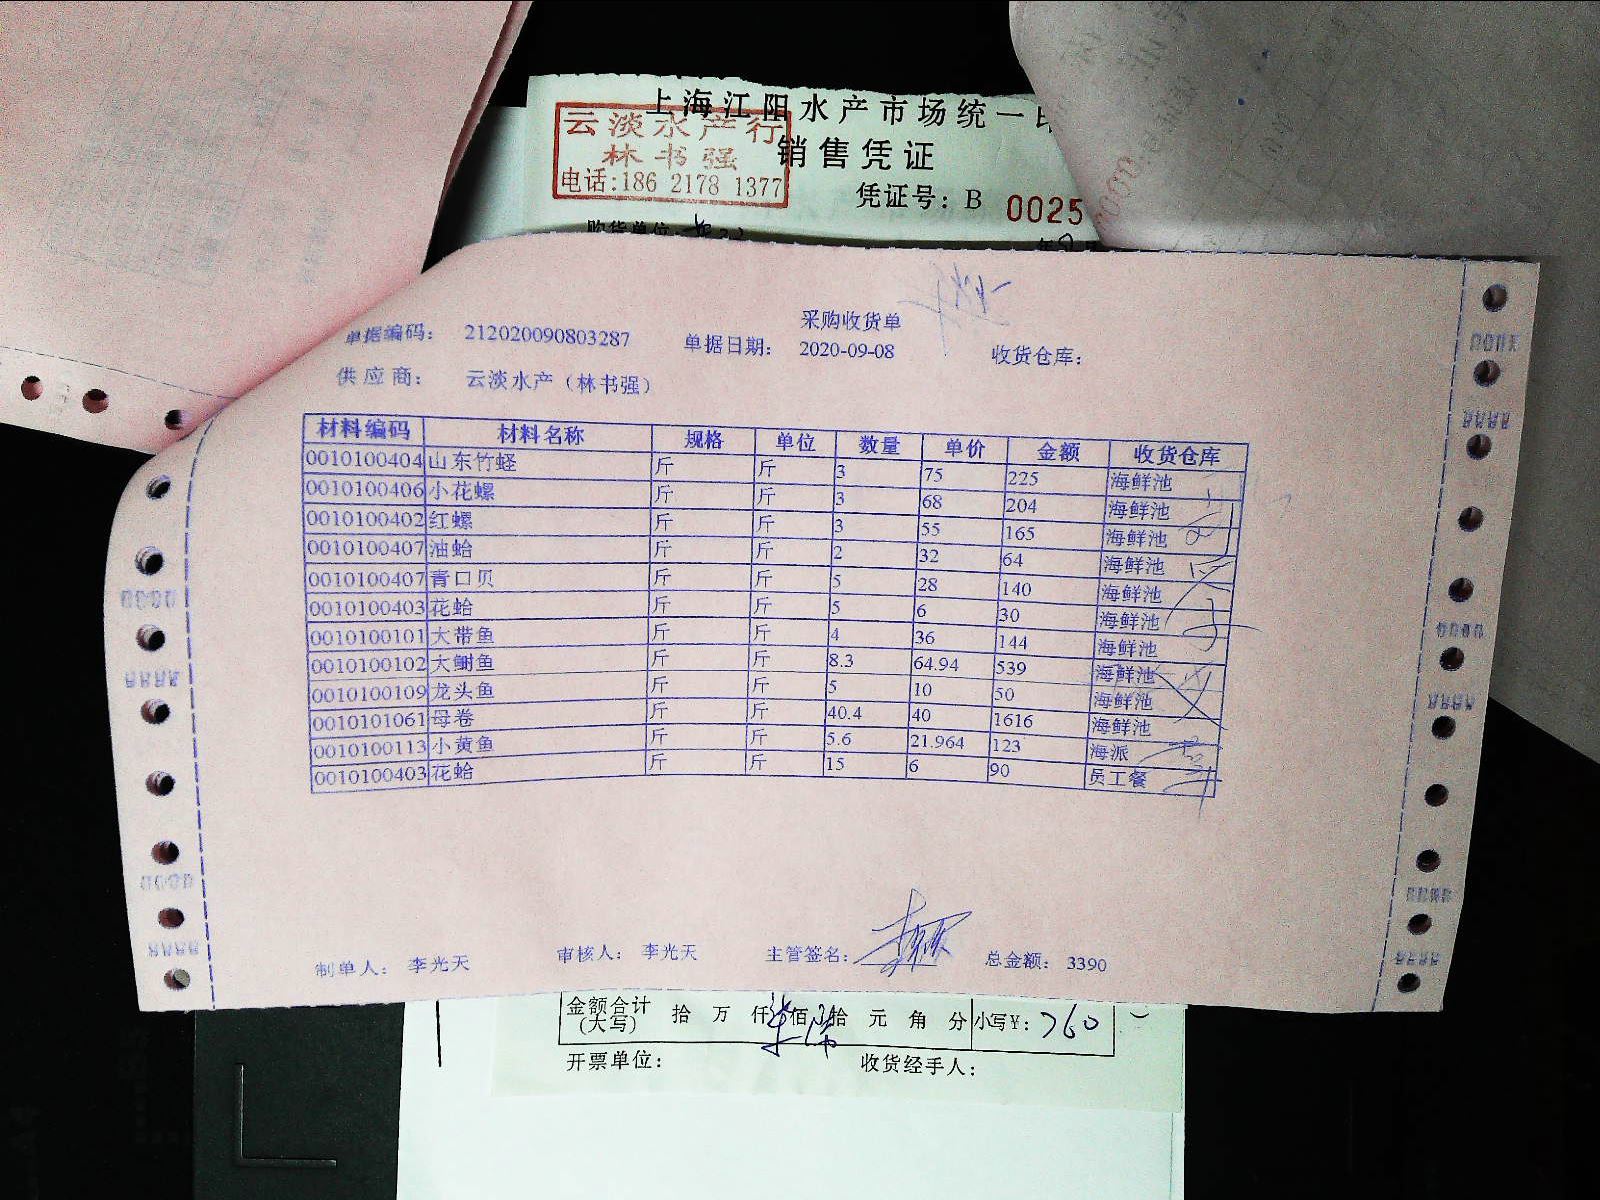 上海江阳水产市场统一
云淡水产行
林书强
电话:186 2178 1377
销售凭证
凭证号: B 0025
购货单位
采购收货单
单据编码: 212020090803287 单据日期: 2020-09-08 收货仓库:
供应商: 云淡水产（林书强）
材料编码 材料名称 规格 单位 数量 单价 金额 收货仓库
0010100404 山东竹蛏 斤 斤 3 75 225 海鲜池
0010100406 小花螺 斤 斤 3 68 204 海鲜池
0010100402 红螺 斤 斤 3 55 165 海鲜池
0010100407 油蛤 斤 斤 2 32 64 海鲜池
0010100407 青口贝 斤 斤 5 28 140 海鲜池
0010100403 花蛤 斤 斤 5 6 30 海鲜池
0010100101 大带鱼 斤 斤 4 36 144 海鲜池
0010100102 大鲥鱼 斤 斤 8.3 64.94 539 海鲜池
0010100109 龙头鱼 斤 斤 5 10 50 海鲜池
0010101061 母卷 斤 斤 40.4 40 1616 海鲜池
0010100113 小黄鱼 斤 斤 5.6 21.964 123 海派
0010100403 花蛤 斤 斤 15 6 90 员工餐
制单人: 李光天 审核人: 李光天 主管签名: 总金额: 3390
金额合计 (大写) 拾 万 仟 佰 拾 元 角 分 小写¥: 760
开票单位: 收货经手人: